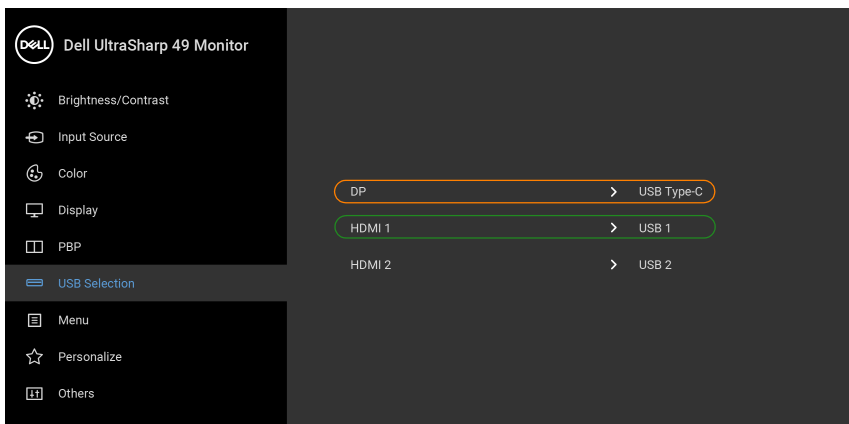 DELL
Dell UltraSharp 49 Monitor
Brightness/Contrast
Input Source
Color
Display
PBP
USB Selection
Menu
Personalize
Others
DP USB Type-C
HDMI 1 USB 1
HDMI 2 USB 2